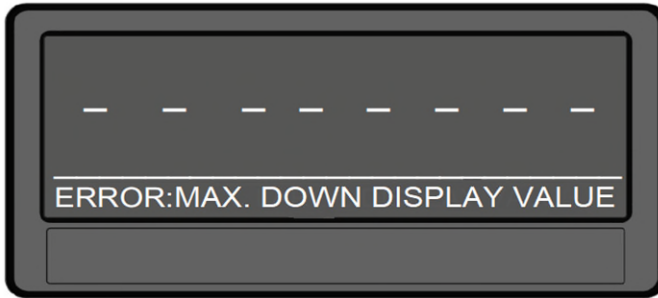 – – – – – – – –
ERROR:MAX. DOWN DISPLAY VALUE